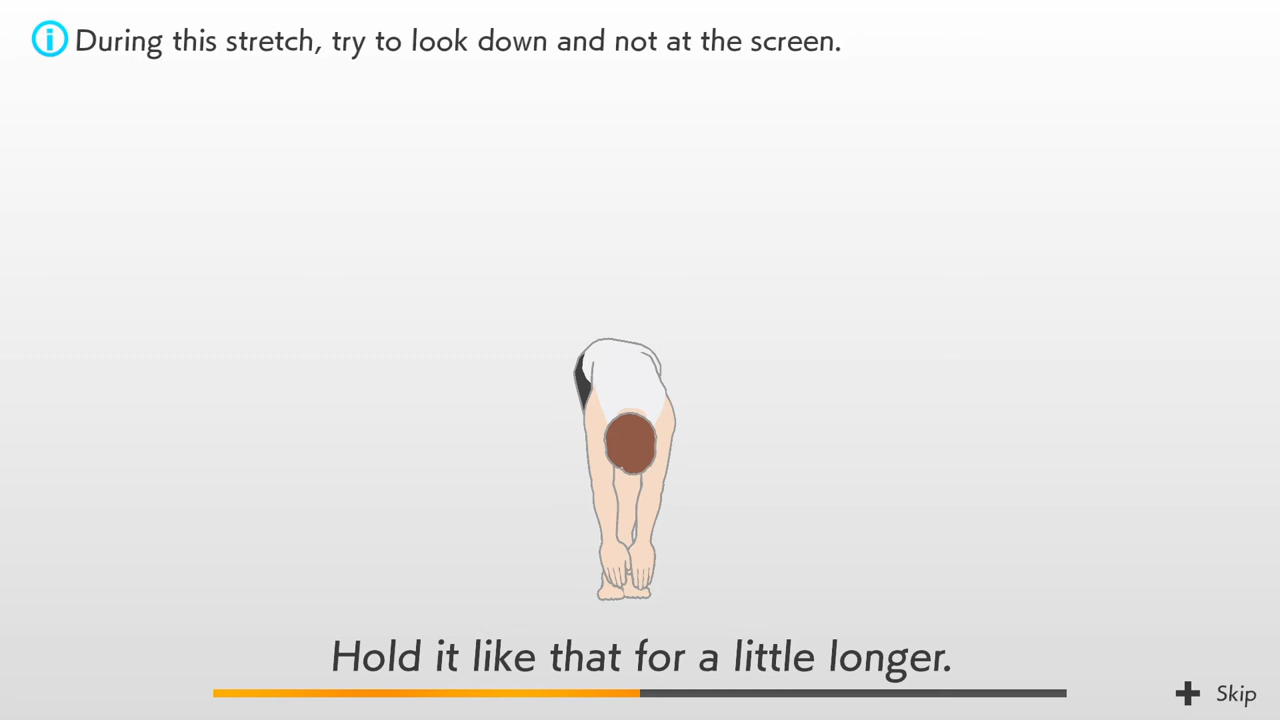 During this stretch, try to look down and not at the screen.
Hold it like that for a little longer.
Skip